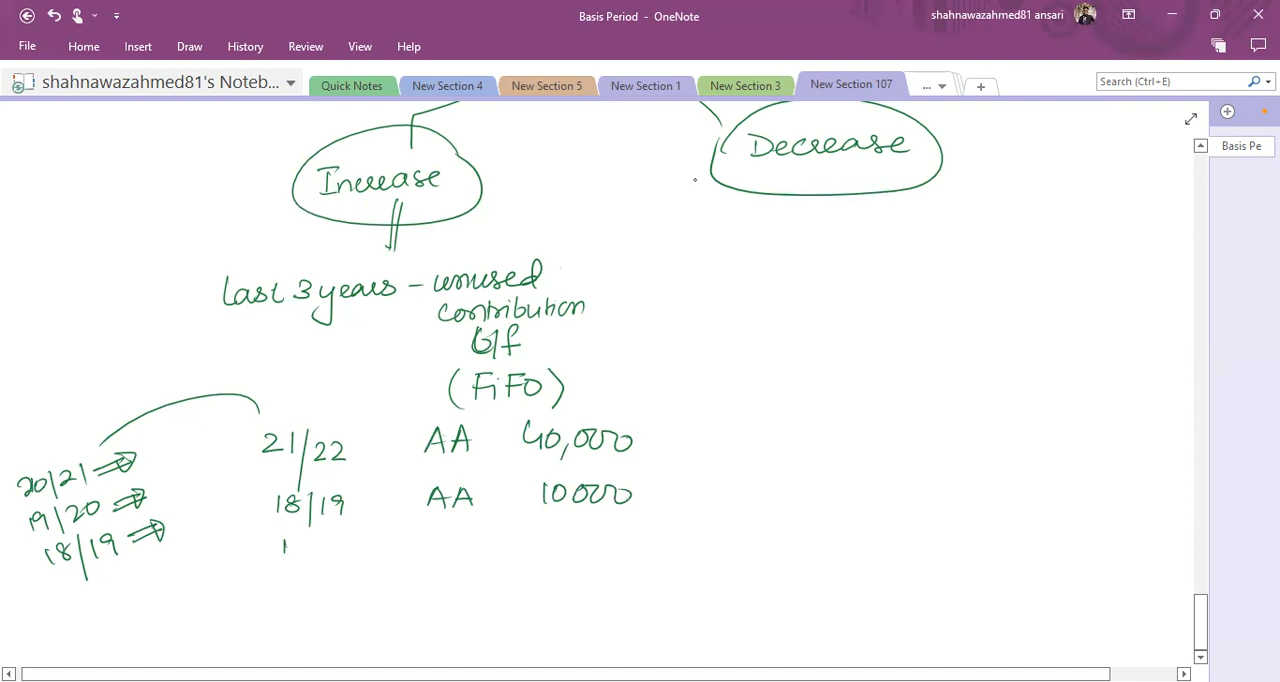 Basis Period - OneNote
shahnawazahmed81 ansari
File Home Insert Draw History Review View Help
shahnawazahmed81's Noteb...
Quick Notes
New Section 4
New Section 5
New Section 1
New Section 3
New Section 107
...
Search (Ctrl+E)
Basis Pe
Increase
Decrease
last 3 years - unused
contribution
b/f
(FiFO)
21/22 AA 40,000
18/19 AA 10000
20/21
19/20
18/19